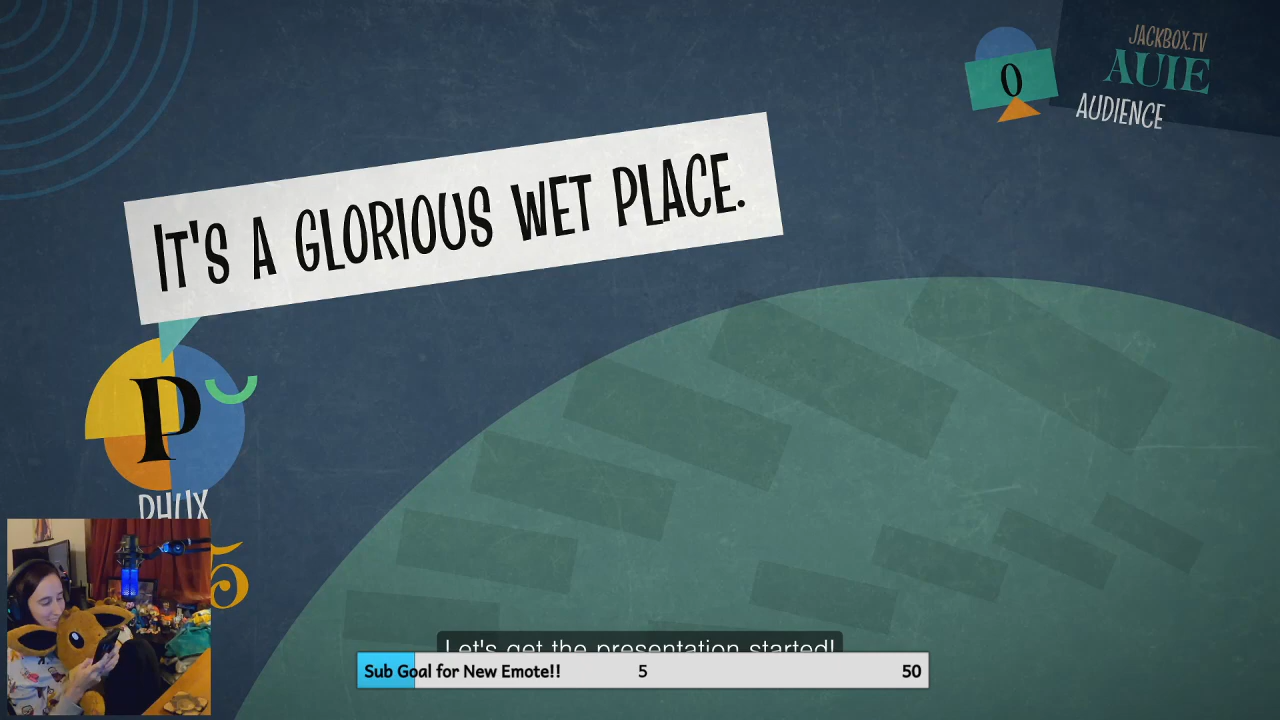 JACKBOX.TV
AUIE
0
AUDIENCE
IT'S A GLORIOUS WET PLACE.
P
5
Let's get the presentation started!
Sub Goal for New Emote!! 5 50